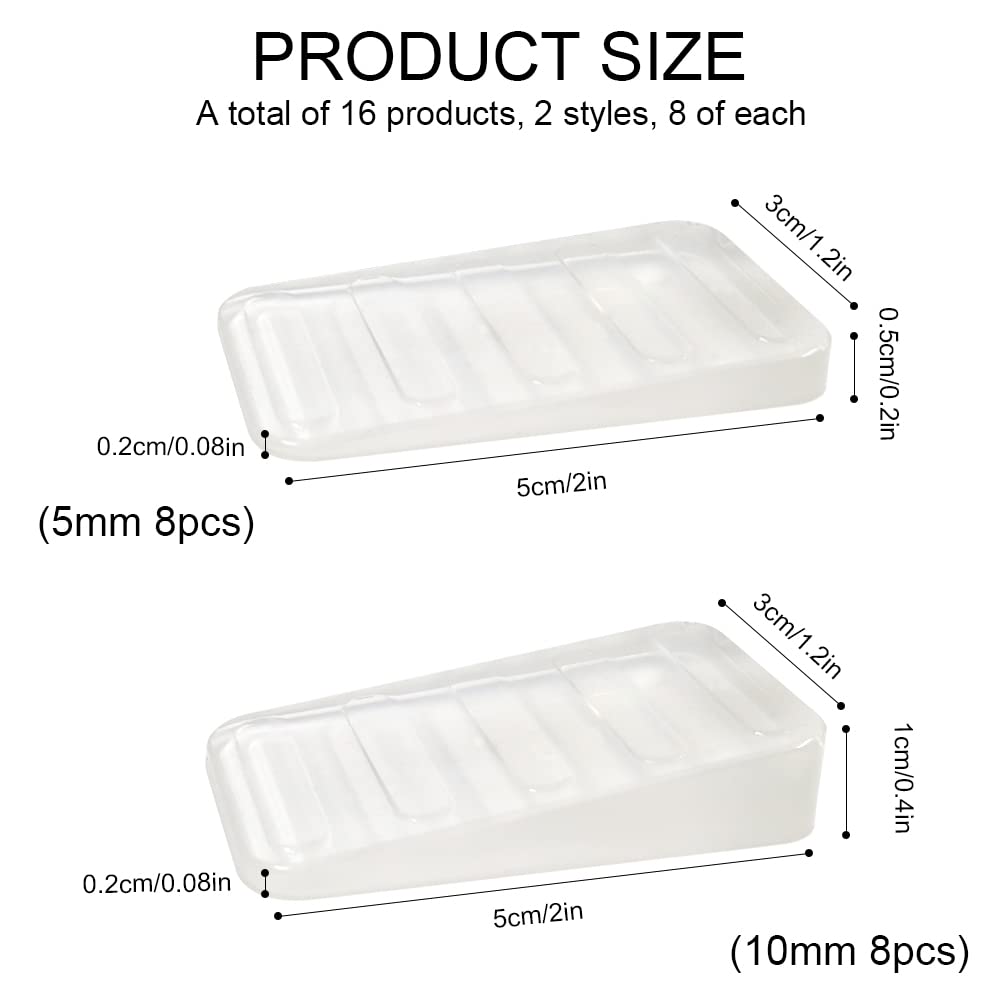 PRODUCT SIZE
A total of 16 products, 2 styles, 8 of each
3cm/1.2in
0.5cm/0.2in
0.2cm/0.08in
5cm/2in
(5mm 8pcs)
3cm/1.2in
1cm/0.4in
0.2cm/0.08in
5cm/2in
(10mm 8pcs)